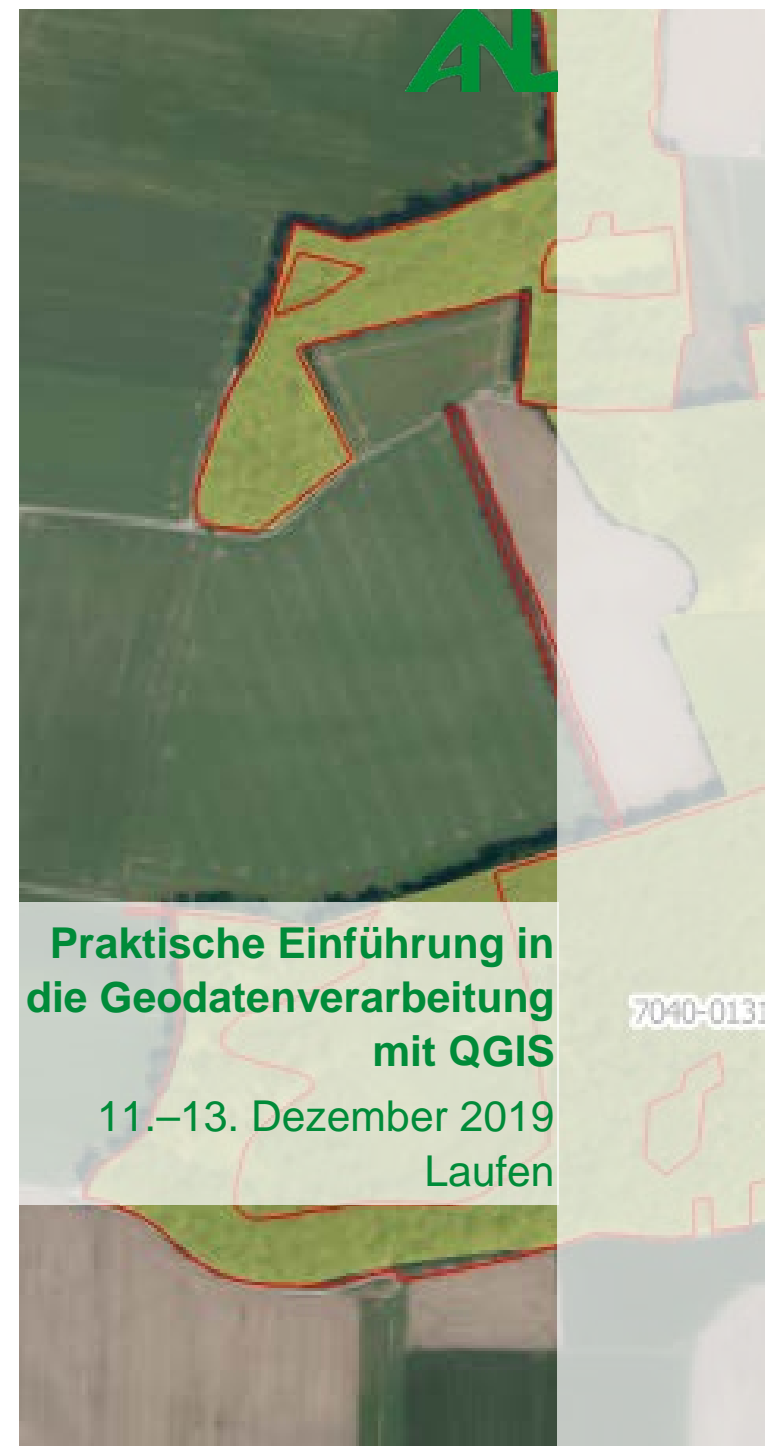 ANL
Praktische Einführung in
die Geodatenverarbeitung
mit QGIS
11.–13. Dezember 2019
Laufen
7040-0131